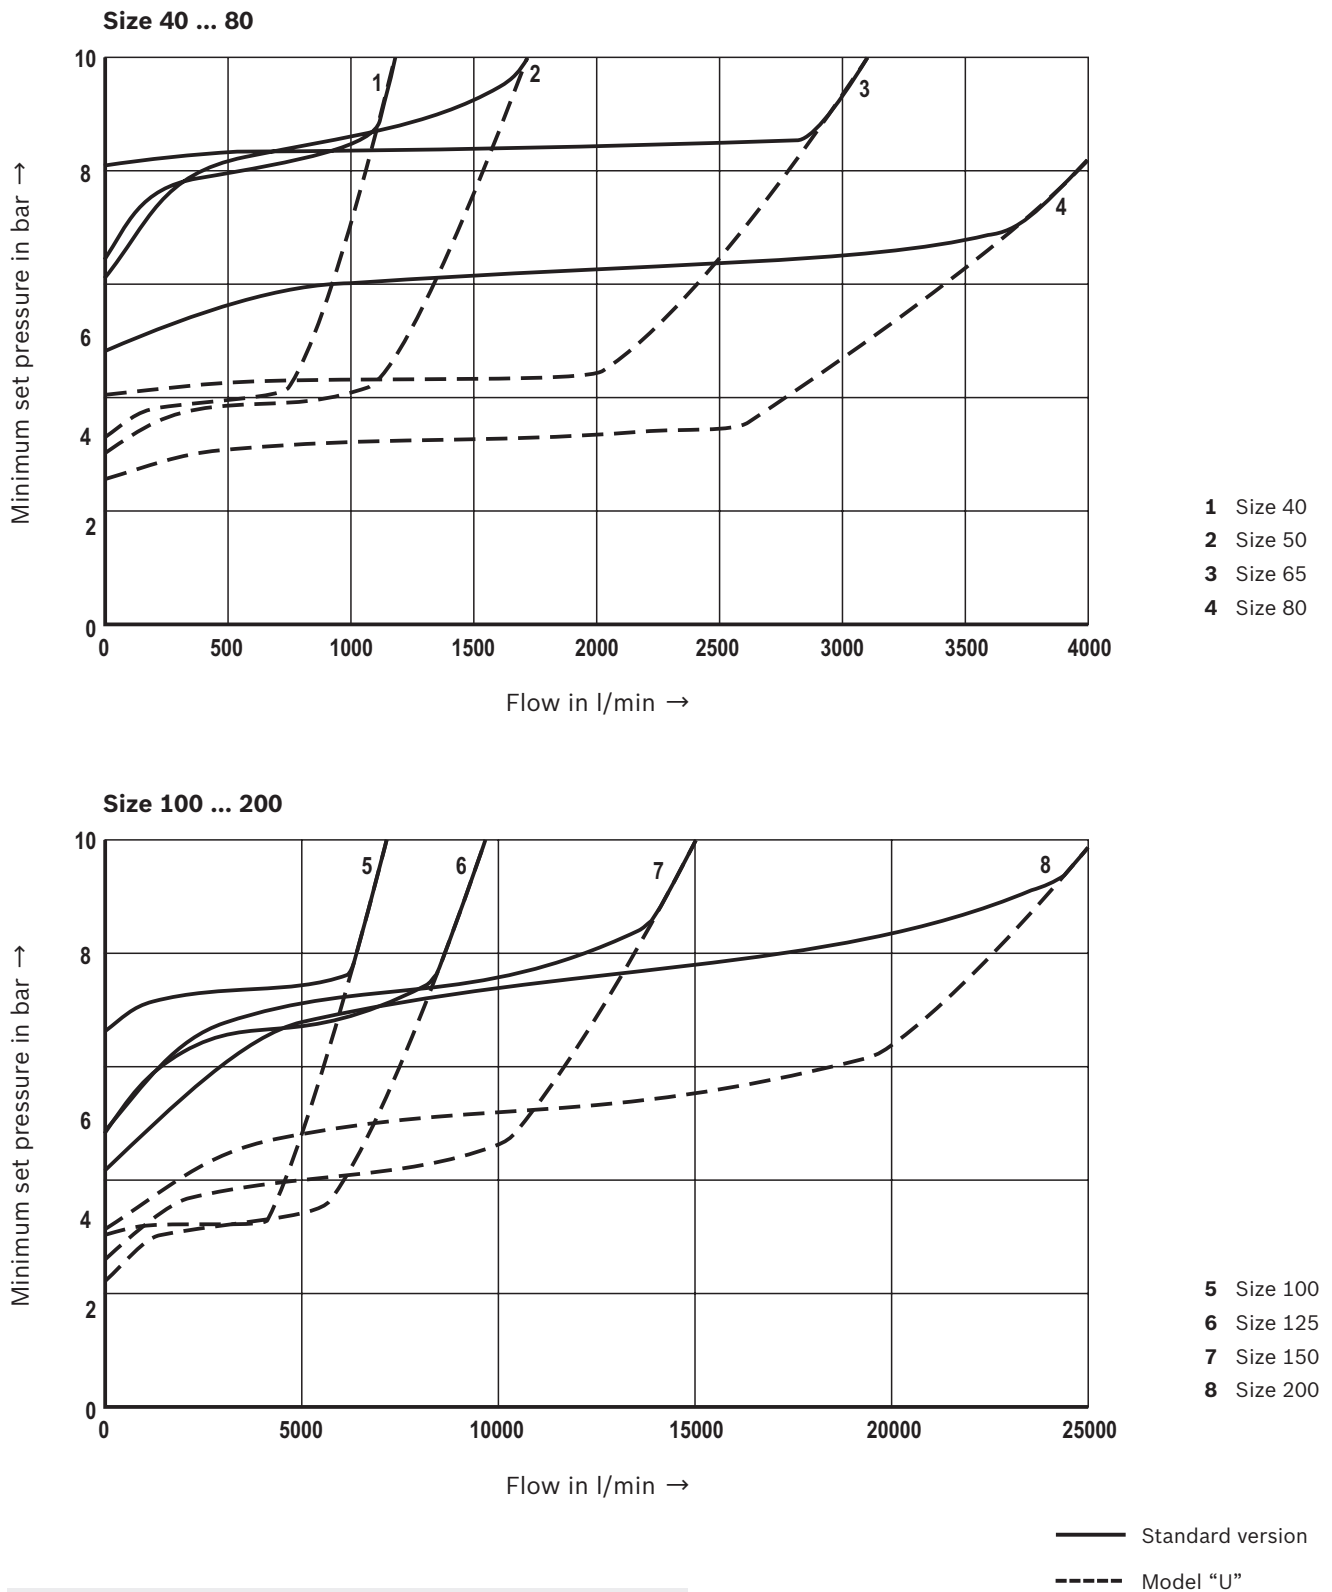 Size 40 ... 80
Minimum set pressure in bar →
10
8
6
4
2
0
1
2
3
4
0 500 1000 1500 2000 2500 3000 3500 4000
Flow in l/min →
1 Size 40
2 Size 50
3 Size 65
4 Size 80
Size 100 ... 200
Minimum set pressure in bar →
10
8
6
4
2
0
5
6
7
8
0 5000 10000 15000 20000 25000
Flow in l/min →
5 Size 100
6 Size 125
7 Size 150
8 Size 200
Standard version
Model “U”